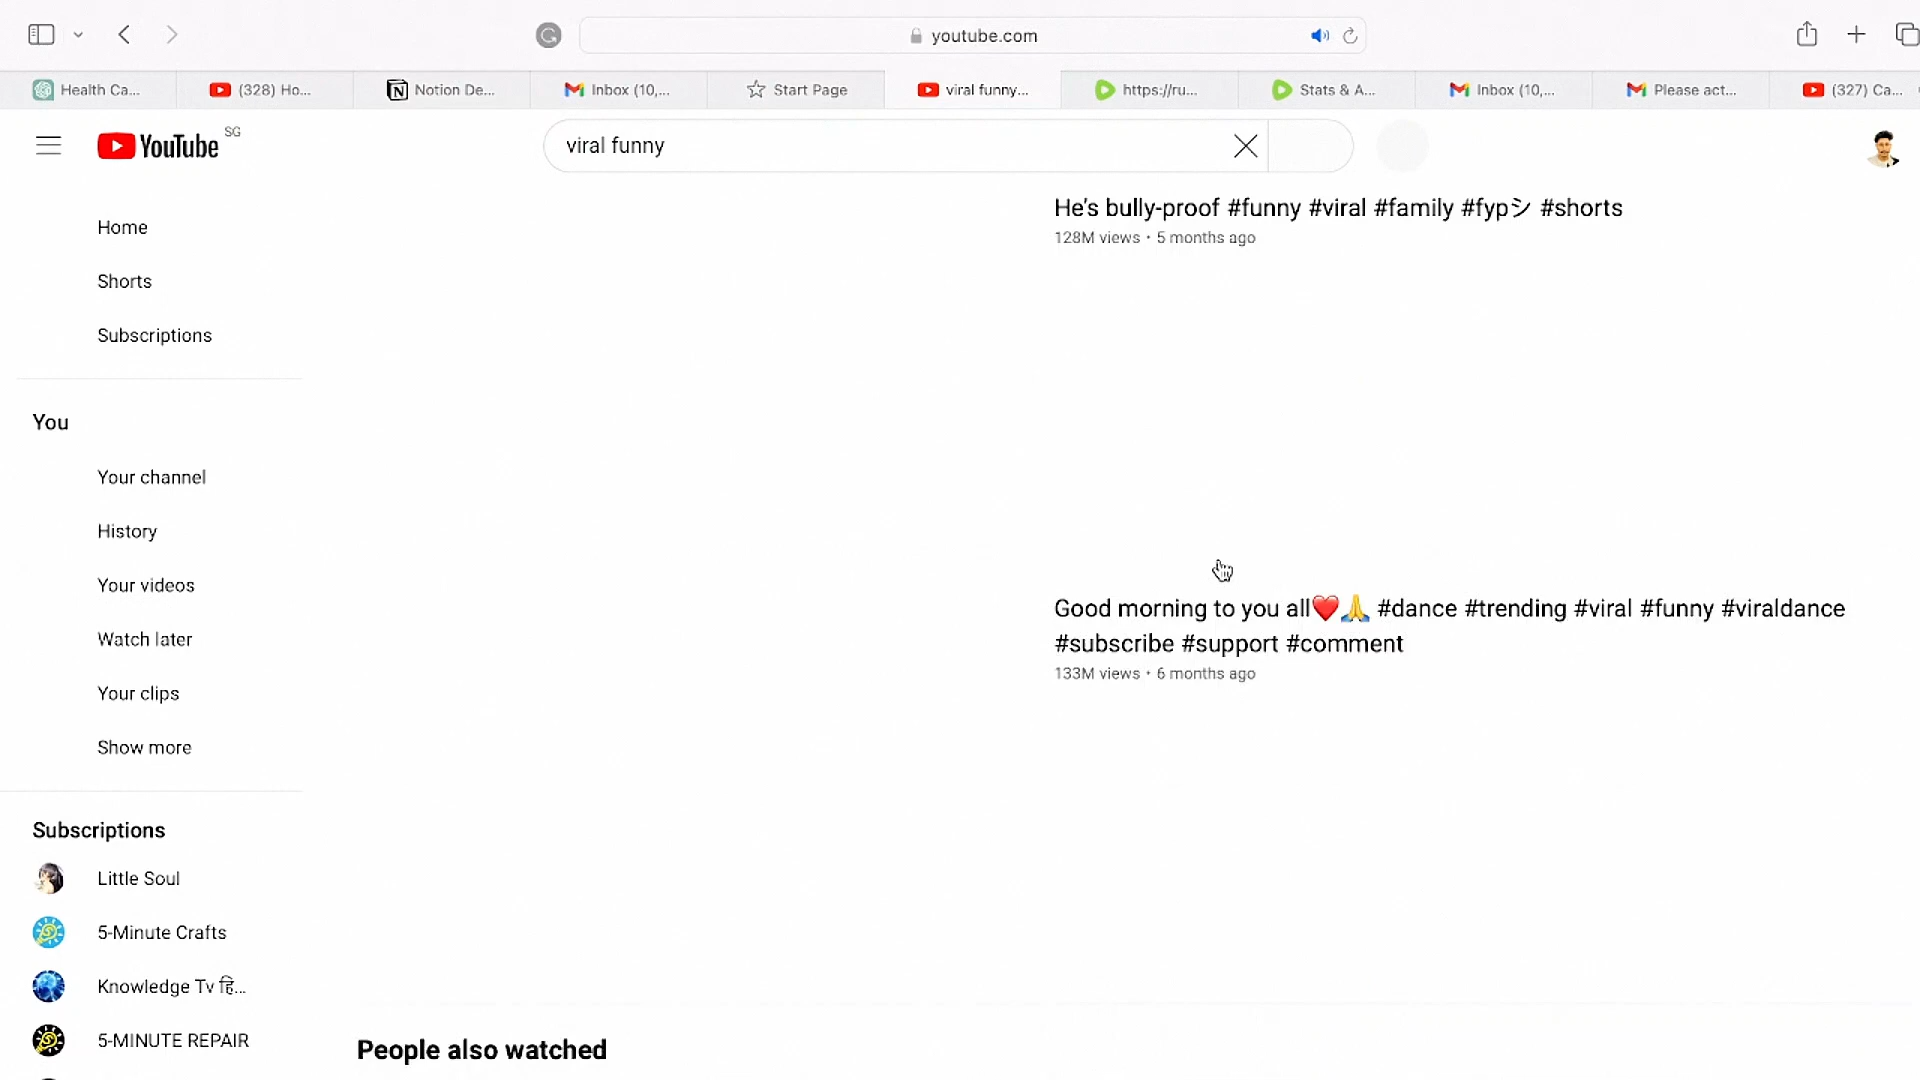 youtube.com
Health Ca...
(328) Ho...
Notion De...
Inbox (10,...
Start Page
viral funny...
https://ru...
Stats & A...
Inbox (10,...
Please act...
(327) Ca...
YouTube SG
viral funny
He's bully-proof #funny #viral #family #fypシ #shorts
128M views • 5 months ago
Home
Shorts
Subscriptions
You
Your channel
History
Your videos
Watch later
Your clips
Show more
Good morning to you all❤️🙏 #dance #trending #viral #funny #viraldance
#subscribe #support #comment
133M views • 6 months ago
Subscriptions
Little Soul
5-Minute Crafts
Knowledge Tv हि...
5-MINUTE REPAIR
People also watched